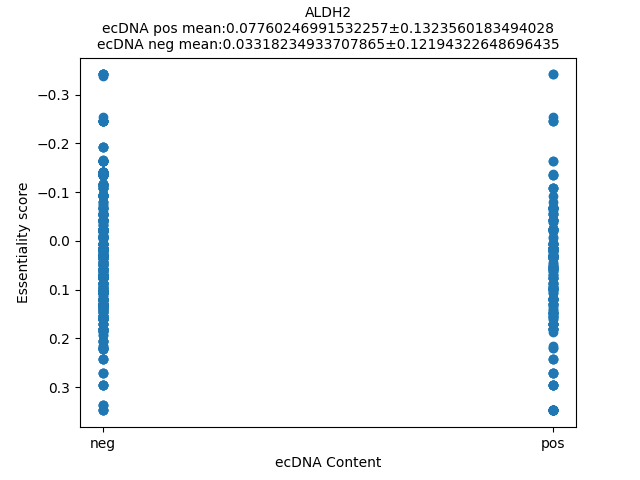 ALDH2
ecDNA pos mean:0.07760246991532257±0.1323560183494028
ecDNA neg mean:0.03318234933707865±0.12194322648696435
−0.3
−0.2
−0.1
0.0
0.1
0.2
0.3
Essentiality score
neg
pos
ecDNA Content